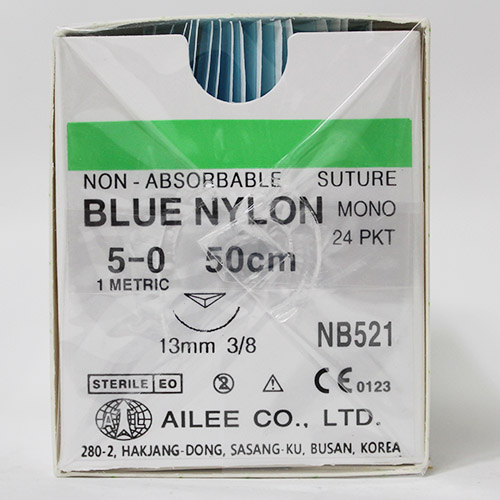 NON - ABSORBABLE SUTURE
BLUE NYLON MONO
24 PKT
5-0 50cm
1 METRIC
13mm 3/8
NB521
STERILE EO 2 CE 0123
AILEE CO., LTD.
280-2, HAKJANG-DONG, SASANG-KU, BUSAN, KOREA